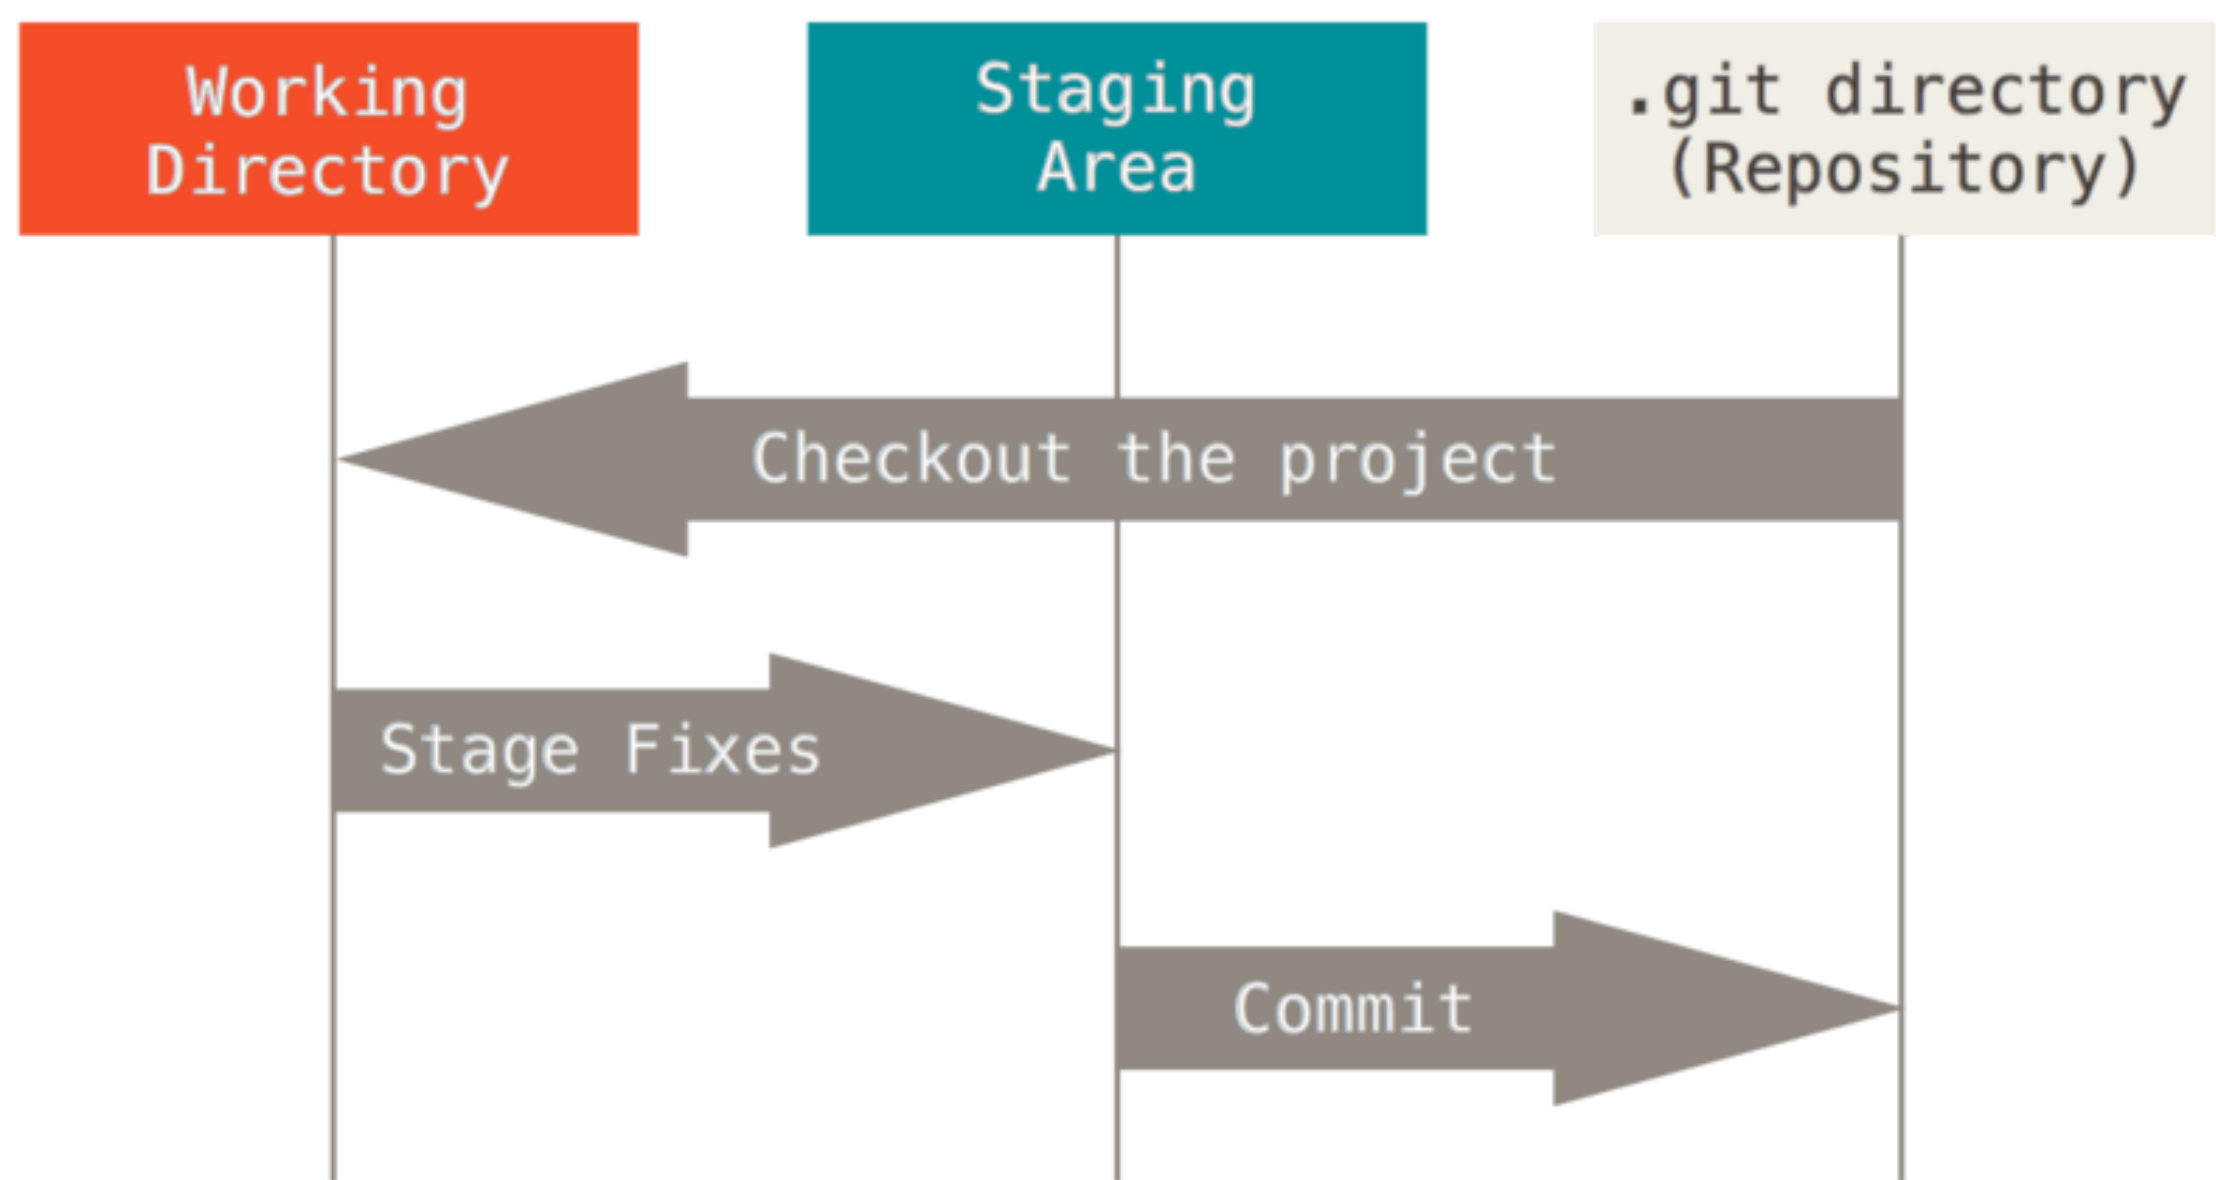 Working
Directory
Staging
Area
.git directory
(Repository)
Checkout the project
Stage Fixes
Commit